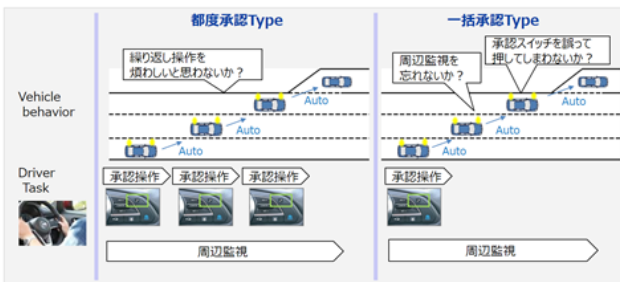 都度承認Type
一括承認Type
繰り返し操作を
煩わしいと思わないか？
周辺監視を
忘れないか？
承認スイッチを誤って
押してしまわないか？
Vehicle
behavior
Auto
Auto
Auto
Auto
Auto
Auto
Driver
Task
承認操作
承認操作
承認操作
承認操作
周辺監視
周辺監視